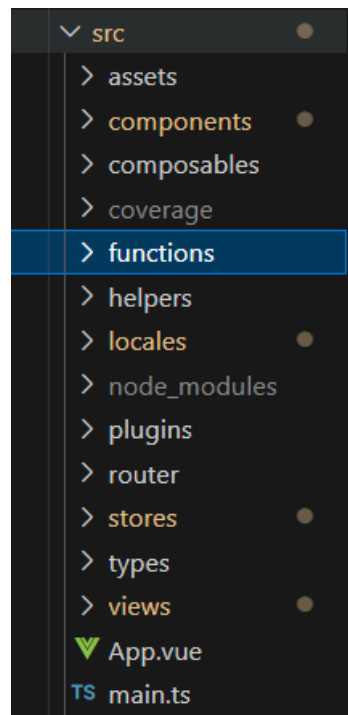 src
assets
components
composables
coverage
functions
helpers
locales
node_modules
plugins
router
stores
types
views
App.vue
TS main.ts